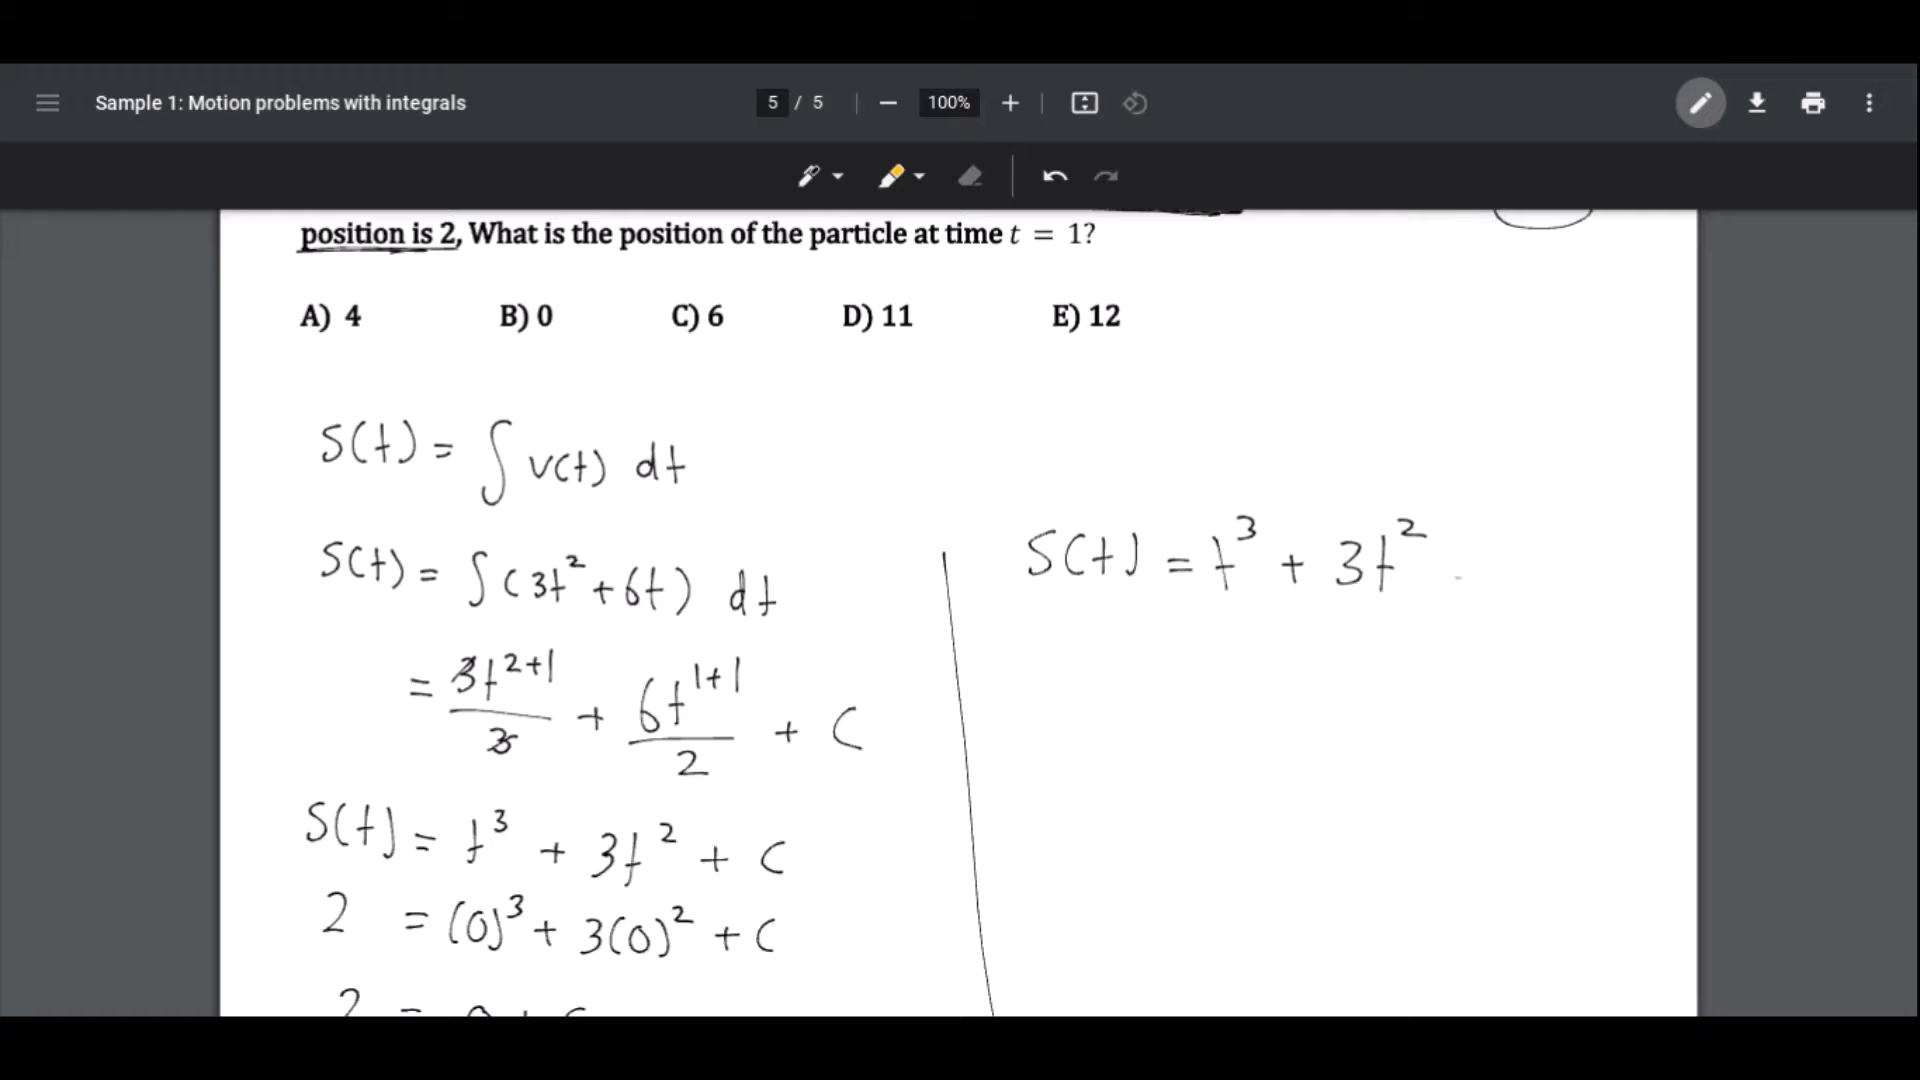 Sample 1: Motion problems with integrals
5 / 5
100%
position is 2, What is the position of the particle at time t = 1?
A) 4 B) 0 C) 6 D) 11 E) 12
S(t) = ∫ v(t) dt
S(t) = ∫ (3t² + 6t) dt
= 3t^(2+1)/3 + 6t^(1+1)/2 + C
S(t) = t³ + 3t² + C
2 = (0)³ + 3(0)² + C
2 = 0 + C
S(t) = t³ + 3t²